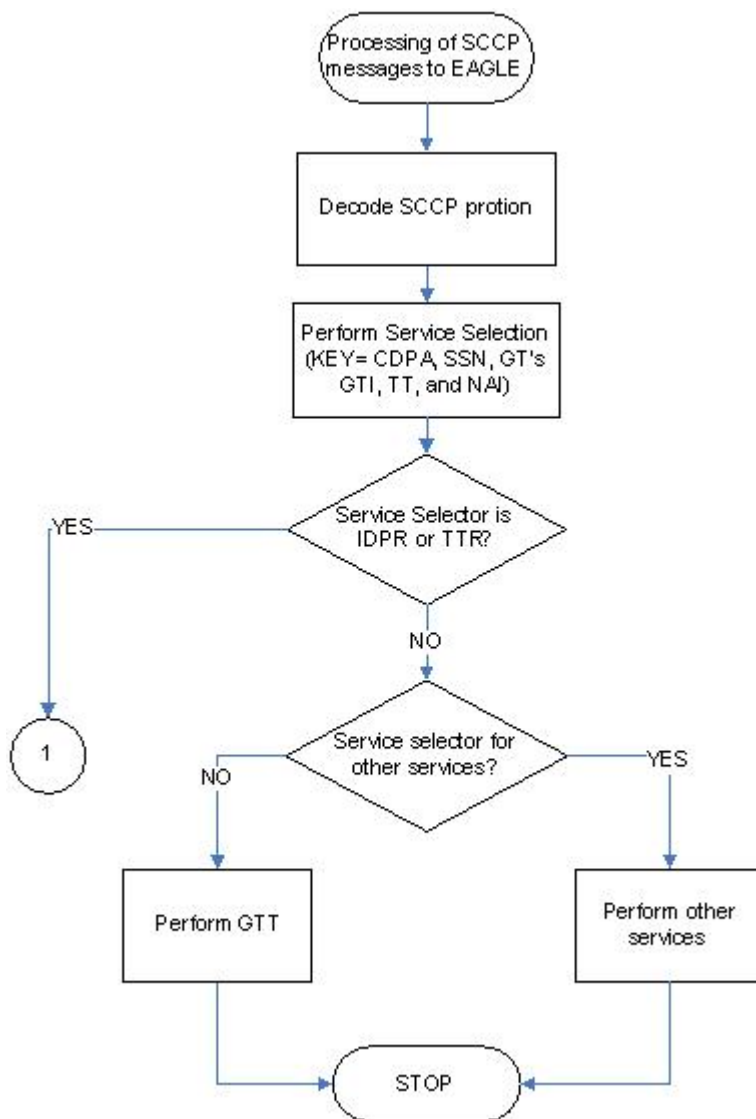 Processing of SCCP
messages to EAGLE
Decode SCCP protion
Perform Service Selection
(KEY= CDPA, SSN, GT's
GTI, TT, and NAI)
Service Selector is
IDPR or TTR?
YES
NO
1
Service selector for
other services?
NO
YES
Perform GTT
Perform other
services
STOP